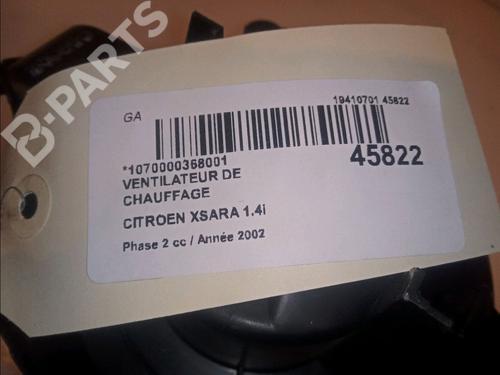 B-PARTS
GA
19410701 45822
*1070000368001
45822
VENTILATEUR DE
CHAUFFAGE
CITROEN XSARA 1.4i
Phase 2 cc / Année 2002